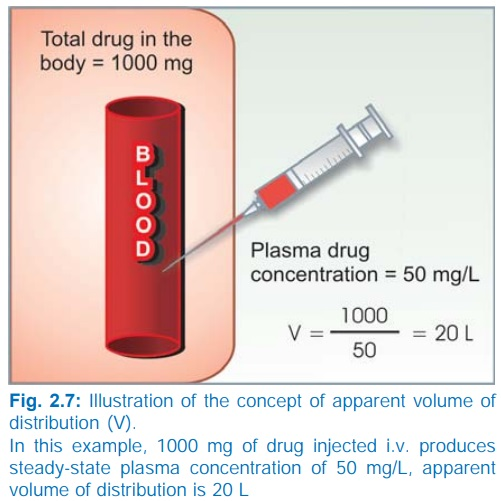 Total drug in the
body = 1000 mg
BLOOD
Plasma drug
concentration = 50 mg/L
V = 1000 / 50 = 20 L
Fig. 2.7: Illustration of the concept of apparent volume of
distribution (V).
In this example, 1000 mg of drug injected i.v. produces
steady-state plasma concentration of 50 mg/L, apparent
volume of distribution is 20 L